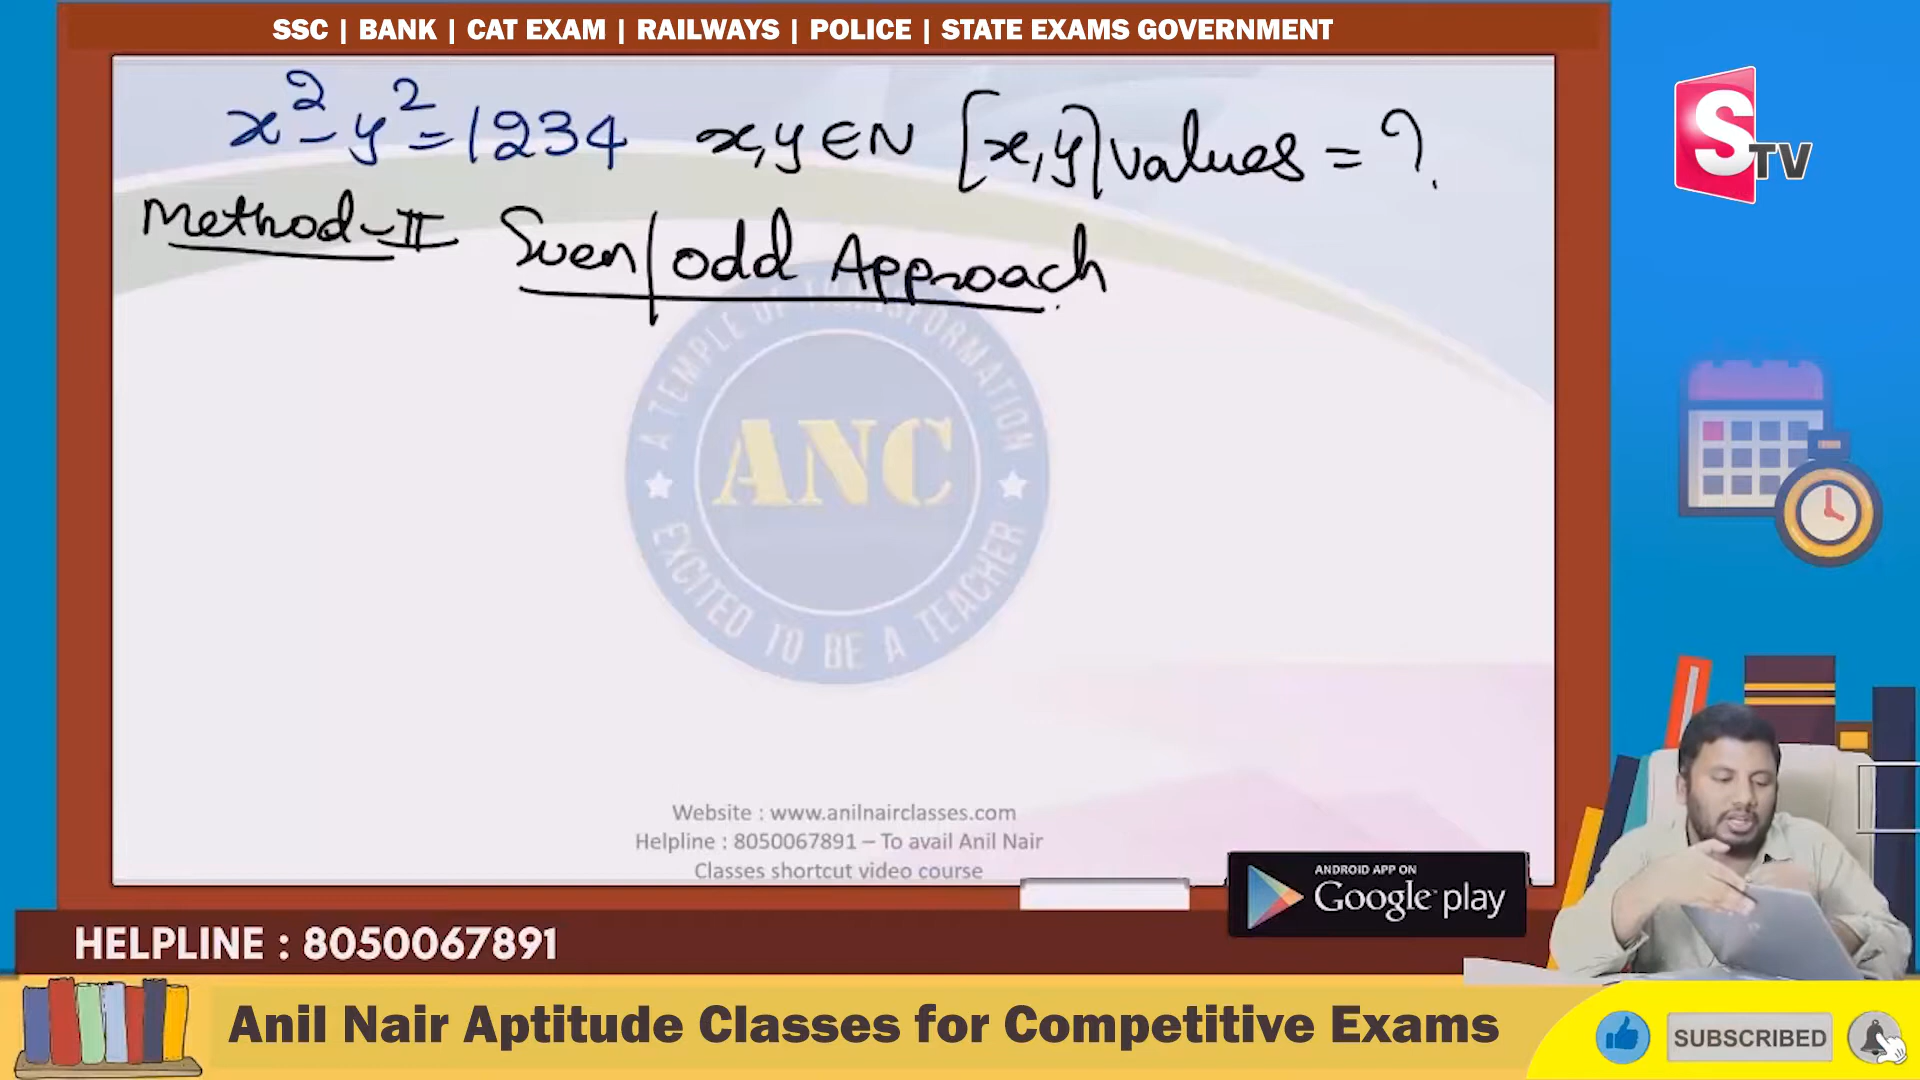 SSC | BANK | CAT EXAM | RAILWAYS | POLICE | STATE EXAMS GOVERNMENT
x² - y² = 1234 x,y ∈ N [x,y] values = ?
Method-II Even/odd Approach
S TV
A TEMPLE OF TRANSFORMATION
ANC
EXCITED TO BE A TEACHER
Website : www.anilnairclasses.com
Helpline : 8050067891 – To avail Anil Nair
Classes shortcut video course
ANDROID APP ON
Google play
HELPLINE : 8050067891
Anil Nair Aptitude Classes for Competitive Exams
SUBSCRIBED